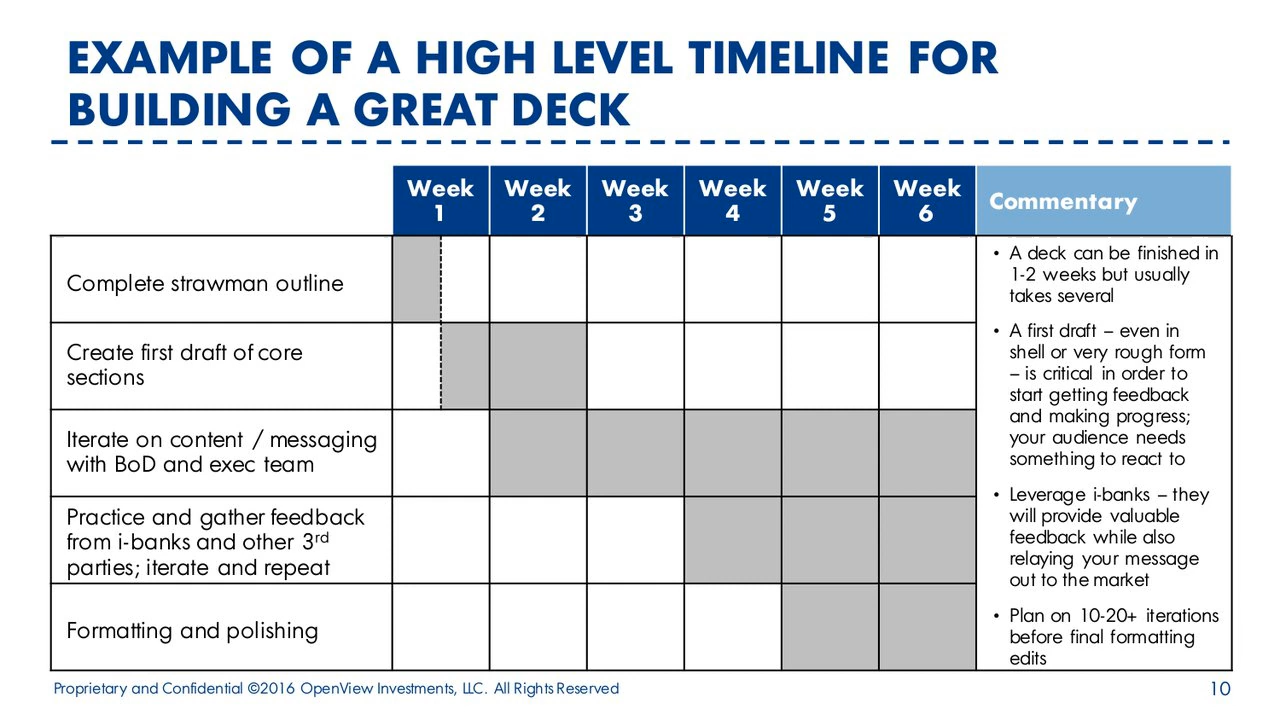 EXAMPLE OF A HIGH LEVEL TIMELINE FOR
BUILDING A GREAT DECK
Week 1
Week 2
Week 3
Week 4
Week 5
Week 6
Commentary
Complete strawman outline
Create first draft of core
sections
Iterate on content / messaging
with BoD and exec team
Practice and gather feedback
from i-banks and other 3rd
parties; iterate and repeat
Formatting and polishing
• A deck can be finished in
1-2 weeks but usually
takes several
• A first draft – even in
shell or very rough form
– is critical in order to
start getting feedback
and making progress;
your audience needs
something to react to
• Leverage i-banks – they
will provide valuable
feedback while also
relaying your message
out to the market
• Plan on 10-20+ iterations
before final formatting
edits
Proprietary and Confidential ©2016 OpenView Investments, LLC. All Rights Reserved
10